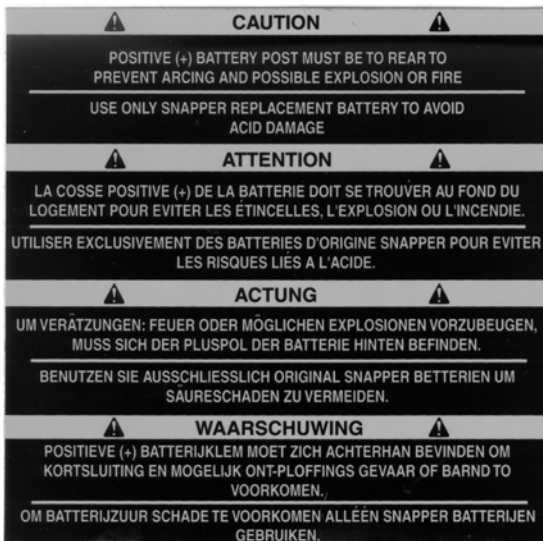 CAUTION
POSITIVE (+) BATTERY POST MUST BE TO REAR TO
PREVENT ARCING AND POSSIBLE EXPLOSION OR FIRE
USE ONLY SNAPPER REPLACEMENT BATTERY TO AVOID
ACID DAMAGE
ATTENTION
LA COSSE POSITIVE (+) DE LA BATTERIE DOIT SE TROUVER AU FOND DU
LOGEMENT POUR EVITER LES ÉTINCELLES, L'EXPLOSION OU L'INCENDIE.
UTILISER EXCLUSIVEMENT DES BATTERIES D'ORIGINE SNAPPER POUR EVITER
LES RISQUES LIÉS A L'ACIDE.
ACTUNG
UM VERÄTZUNGEN: FEUER ODER MÖGLICHEN EXPLOSIONEN VORZUBEUGEN,
MUSS SICH DER PLUSPOL DER BATTERIE HINTEN BEFINDEN.
BENUTZEN SIE AUSSCHLIESSLICH ORIGINAL SNAPPER BETTERIEN UM
SÄURESCHADEN ZU VERMEIDEN.
WAARSCHUWING
POSITIEVE (+) BATTERIJKLEM MOET ZICH ACHTERHAN BEVINDEN OM
KORTSLUITING EN MOGELIJK ONT-PLOFFINGS GEVAAR OF BARND TO
VOORKOMEN.
OM BATTERIJZUUR SCHADE TE VOORKOMEN ALLÉÉN SNAPPER BATTERIJEN
GEBRUIKEN.